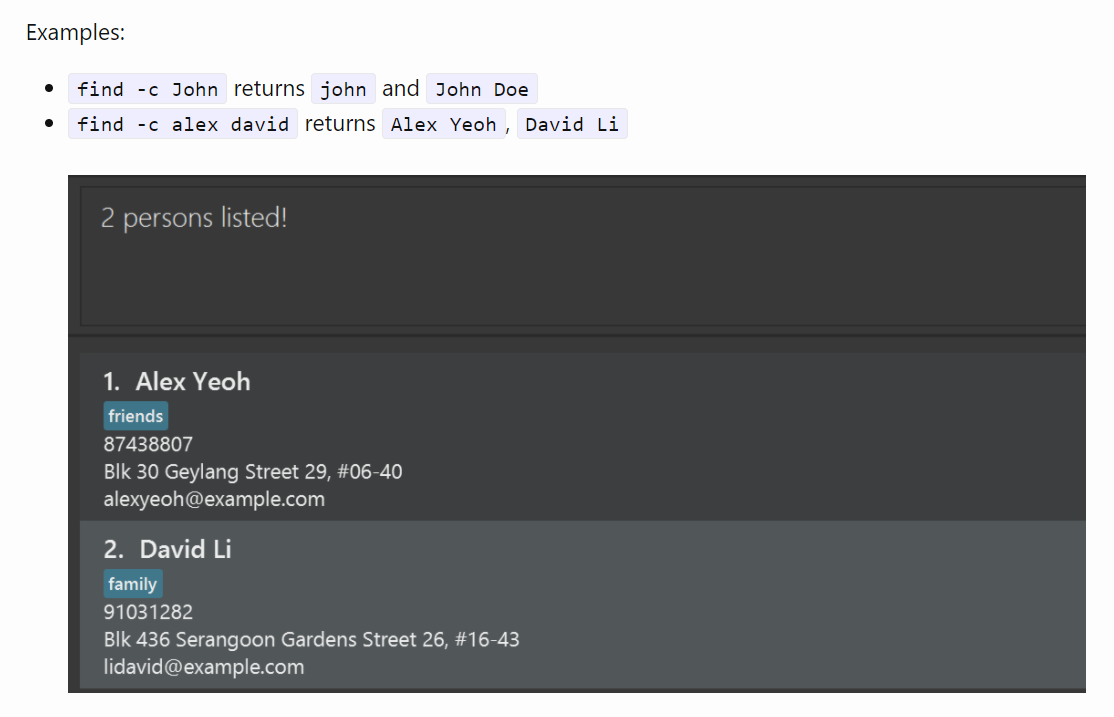 Examples:
find -c John returns john and John Doe
find -c alex david returns Alex Yeoh, David Li
2 persons listed!
1. Alex Yeoh
friends
87438807
Blk 30 Geylang Street 29, #06-40
alexyeoh@example.com
2. David Li
family
91031282
Blk 436 Serangoon Gardens Street 26, #16-43
lidavid@example.com